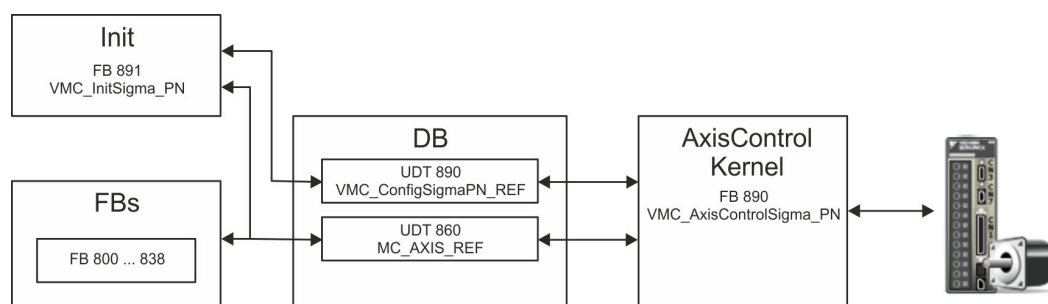 Init
FB 891
VMC_InitSigma_PN
FBs
FB 800 ... 838
DB
UDT 890
VMC_ConfigSigmaPN_REF
UDT 860
MC_AXIS_REF
AxisControl
Kernel
FB 890
VMC_AxisControlSigma_PN